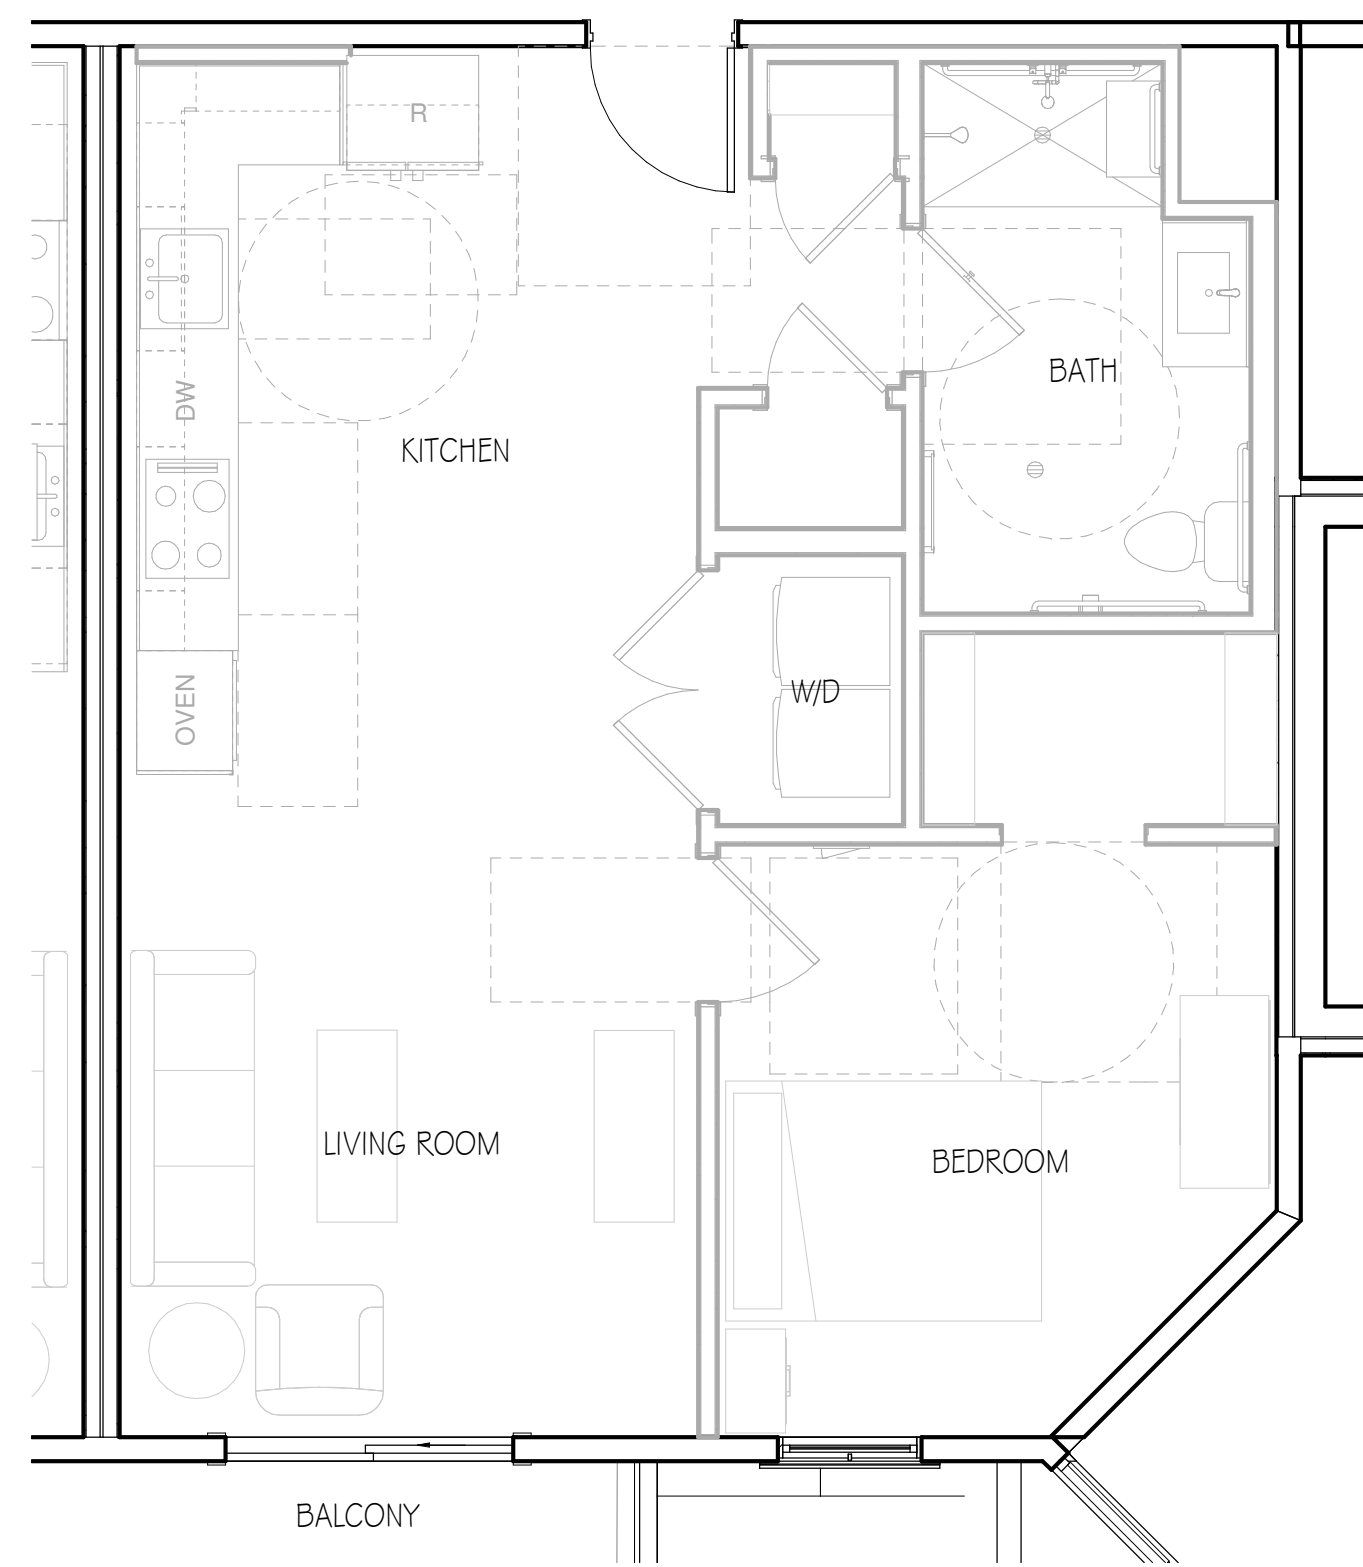 R
DW
BATH
KITCHEN
OVEN
W/D
LIVING ROOM
BEDROOM
BALCONY